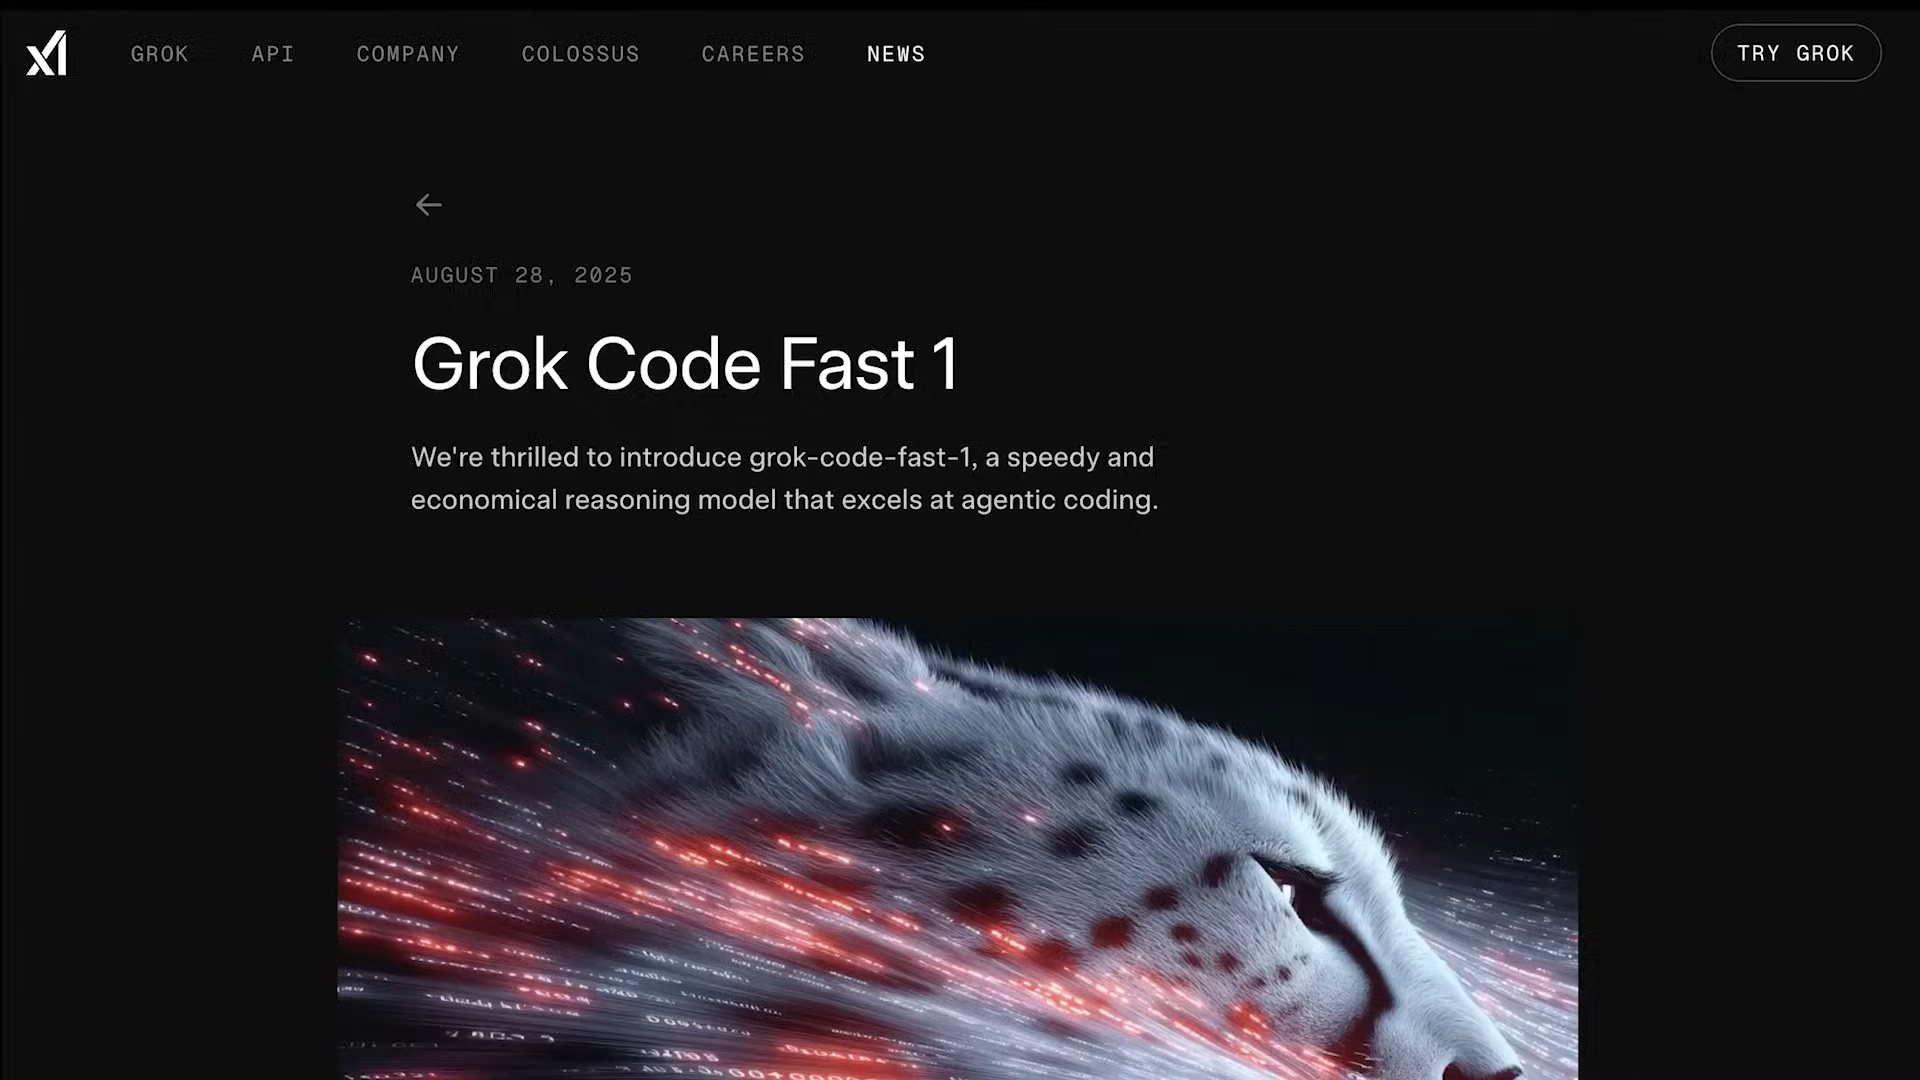 xI
GROK
API
COMPANY
COLOSSUS
CAREERS
NEWS
TRY GROK
AUGUST 28, 2025
Grok Code Fast 1
We're thrilled to introduce grok-code-fast-1, a speedy and
economical reasoning model that excels at agentic coding.